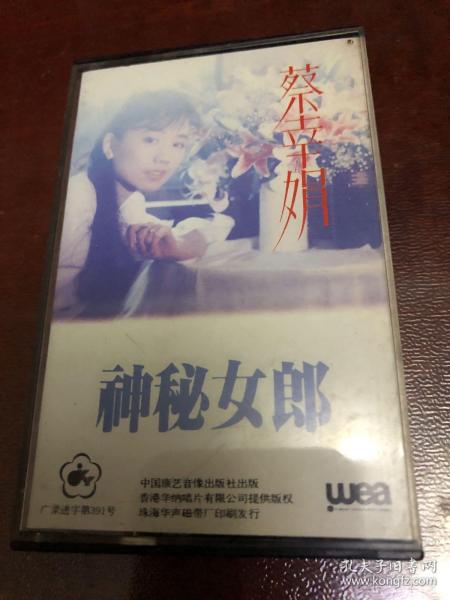 蔡幸娟
神秘女郎
中国康艺音像出版社出版
香港华纳唱片有限公司提供版权
珠海华声磁带厂印刷发行
广录进字第391号
wea
孔夫子旧书网
www.kongfz.com